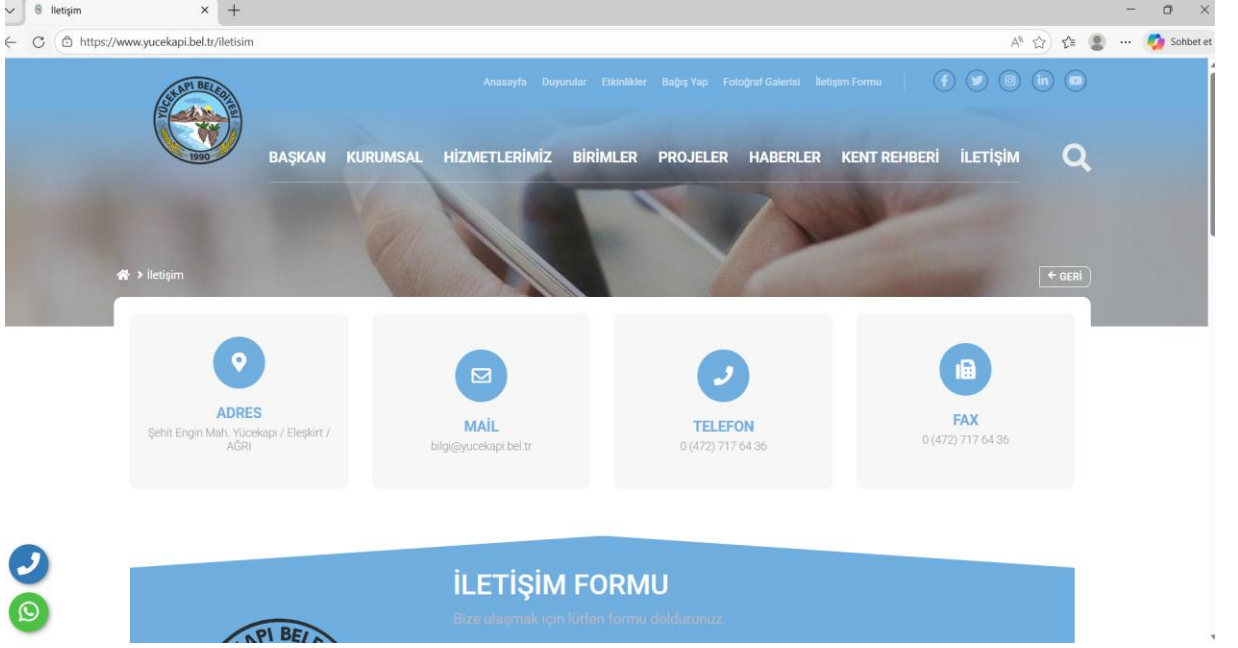 İletişim
https://www.yucekapi.bel.tr/iletisim
Sohbet et
Anasayfa Duyurular Etkinlikler Bağış Yap Fotoğraf Galerisi İletişim Formu
YÜCEKAPI BELEDİYESİ
1990
BAŞKAN KURUMSAL HİZMETLERİMİZ BİRİMLER PROJELER HABERLER KENT REHBERİ İLETİŞİM
> İletişim
GERİ
ADRES
Şehit Engin Mah. Yücekapı / Eleşkirt /
AĞRI
MAİL
bilgi@yucekapi.bel.tr
TELEFON
0 (472) 717 64 36
FAX
0 (472) 717 64 36
İLETİŞİM FORMU
Bize ulaşmak için lütfen formu doldurunuz.